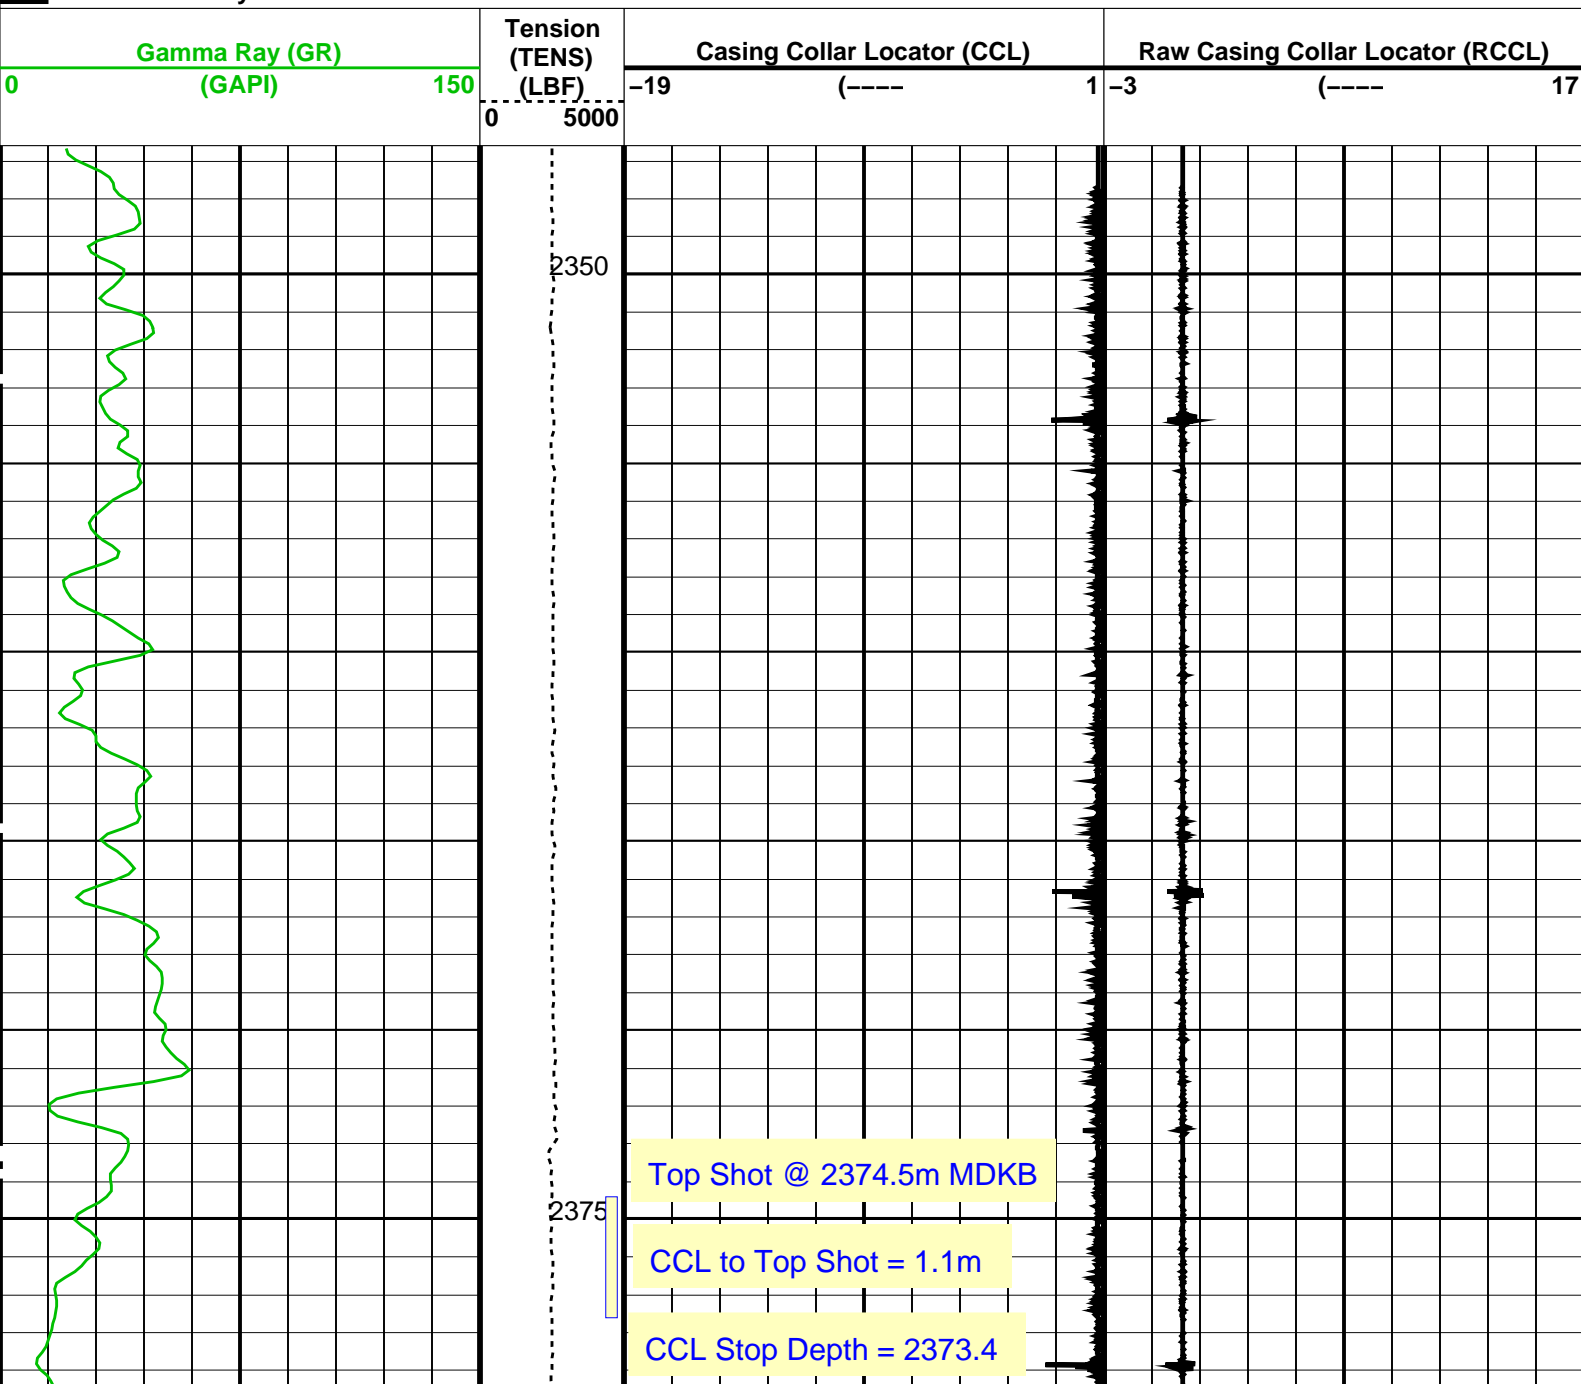 Gamma Ray (GR)
0 (GAPI) 150
Tension
(TENS)
(LBF)
0 5000
Casing Collar Locator (CCL)
-19 (---- 1
Raw Casing Collar Locator (RCCL)
-3 (---- 17
2350
Top Shot @ 2374.5m MDKB
2375
CCL to Top Shot = 1.1m
CCL Stop Depth = 2373.4